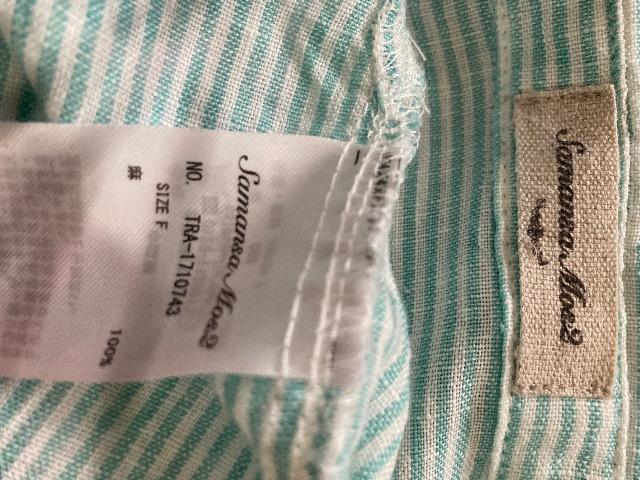 Samansa Mos2
NO. TRA-1710743
SIZE F
麻 100%
Samansa Mos2